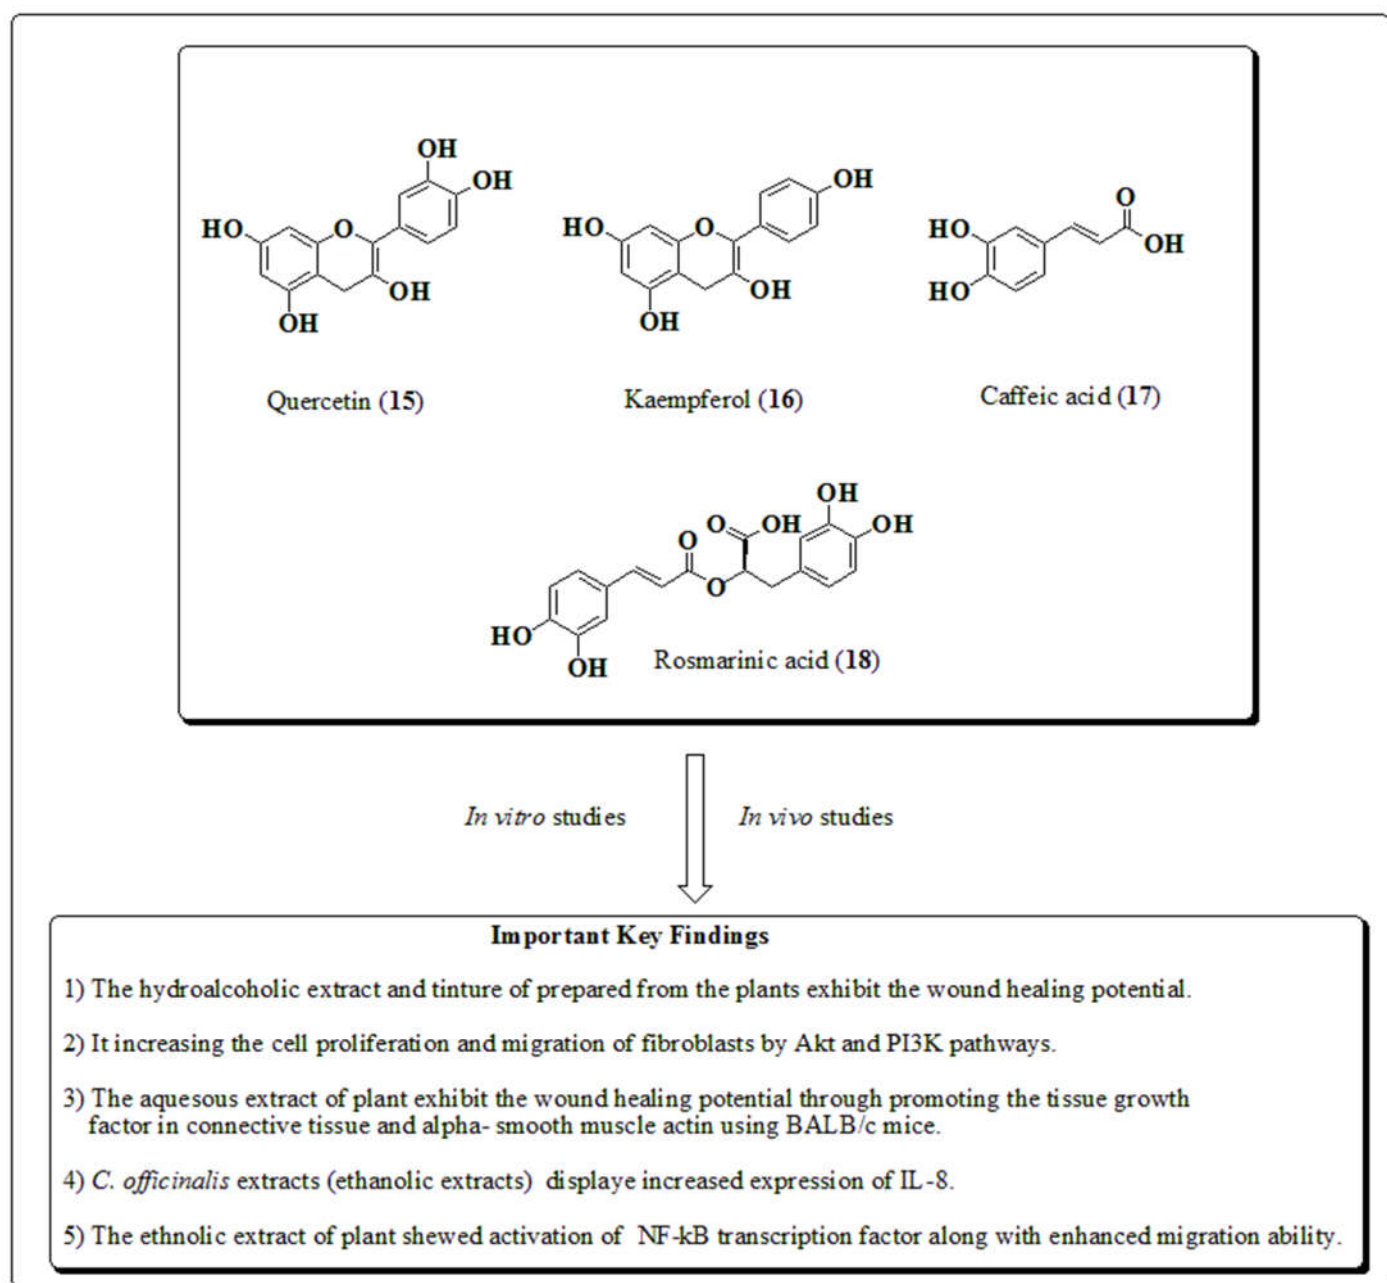 OH
OH
HO
O
OH
OH
Quercetin (15)
OH
HO
O
OH
OH
Kaempferol (16)
O
HO
OH
HO
Caffeic acid (17)
OH
O
OH
OH
O
O
HO
OH
Rosmarinic acid (18)
In vitro studies
In vivo studies
Important Key Findings
1) The hydroalcoholic extract and tincture of prepared from the plants exhibit the wound healing potential.
2) It increasing the cell proliferation and migration of fibroblasts by Akt and PI3K pathways.
3) The aquesous extract of plant exhibit the wound healing potential through promoting the tissue growth
factor in connective tissue and alpha- smooth muscle actin using BALB/c mice.
4) C. officinalis extracts (ethanolic extracts) displaye increased expression of IL-8.
5) The ethnolic extract of plant shewed activation of NF-kB transcription factor along with enhanced migration ability.